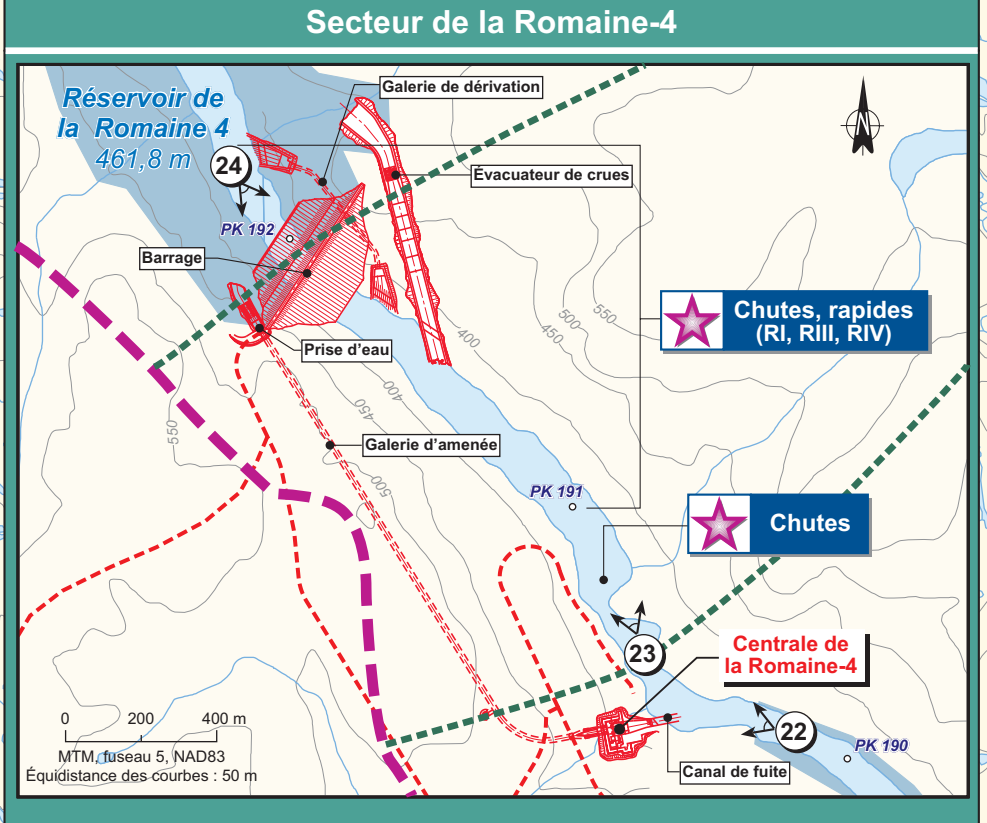 Secteur de la Romaine-4
Réservoir de
la Romaine 4
461,8 m
Galerie de dérivation
24
Évacuateur de crues
N
PK 192
Barrage
Chutes, rapides
(RI, RIII, RIV)
500
550
450
400
Prise d'eau
400
450
550
Galerie d'amenée
500
PK 191
Chutes
23
Centrale de
la Romaine-4
22
PK 190
Canal de fuite
0 200 400 m
MTM, fuseau 5, NAD83
Équidistance des courbes : 50 m